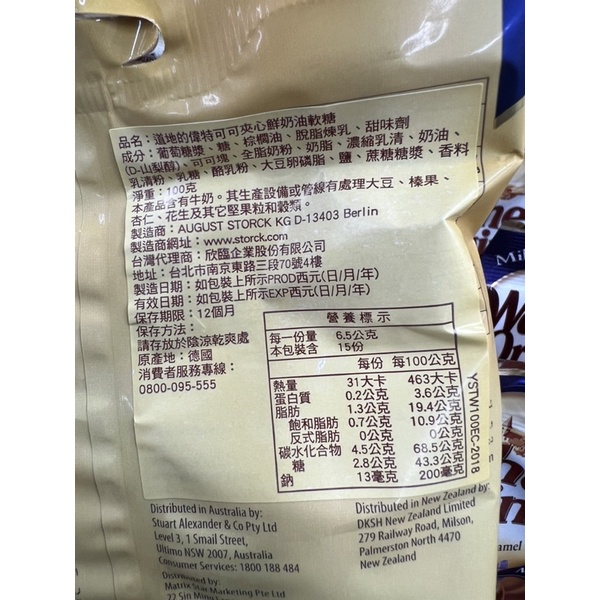 品名：道地的偉特可可夾心鮮奶油軟糖
成分：葡萄糖漿、糖、棕櫚油、脫脂煉乳、甜味劑
(D-山梨醇)、可可塊、全脂奶粉、奶脂、濃縮乳清、奶油、
乳清粉、乳糖、酪乳粉、大豆卵磷脂、鹽、蔗糖糖漿、香料
淨重：100克
本產品含有牛奶。其生產設備或管線有處理大豆、榛果、
杏仁、花生及其它堅果粒和穀類。
製造商：AUGUST STORCK KG D-13403 Berlin
製造商網址：www.storck.com
台灣代理商：欣臨企業股份有限公司
地址：台北市南京東路三段70號4樓
製造日期：如包裝上所示PROD西元(日/月/年)
有效日期：如包裝上所示EXP西元(日/月/年)
保存期限：12個月
保存方法：
請存放於陰涼乾爽處
原產地：德國
消費者服務專線：
0800-095-555
營養標示
每一份量 6.5公克
本包裝含 15份
每份 每100公克
熱量 31大卡 463大卡
蛋白質 0.2公克 3.6公克
脂肪 1.3公克 19.4公克
飽和脂肪 0.7公克 10.9公克
反式脂肪 0公克 0公克
碳水化合物 4.5公克 68.5公克
糖 2.8公克 43.3公克
鈉 13毫克 200毫克
YSTW100EC-2018
Distributed in Australia by:
Stuart Alexander & Co Pty Ltd
Level 3, 1 Smail Street,
Ultimo NSW 2007, Australia
Consumer Services: 1800 188 484
Distributed by:
Matrix Star Marketing Pte Ltd
22 Sin Ming
Distributed in New Zealand by:
DKSH New Zealand Limited
279 Railway Road, Milson,
Palmerston North 4470
New Zealand